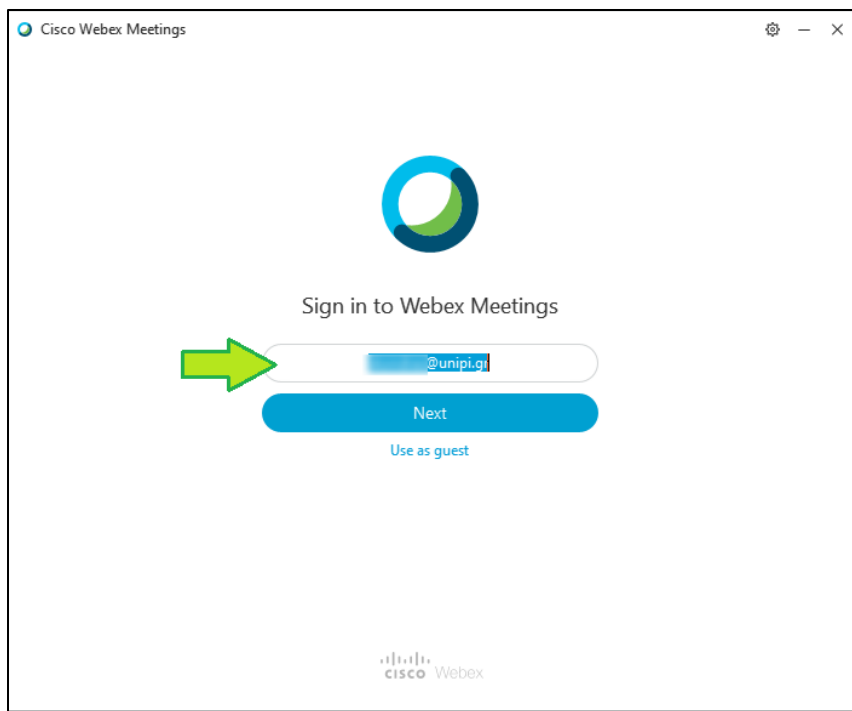 Cisco Webex Meetings
Sign in to Webex Meetings
@unipi.gr
Next
Use as guest
cisco Webex